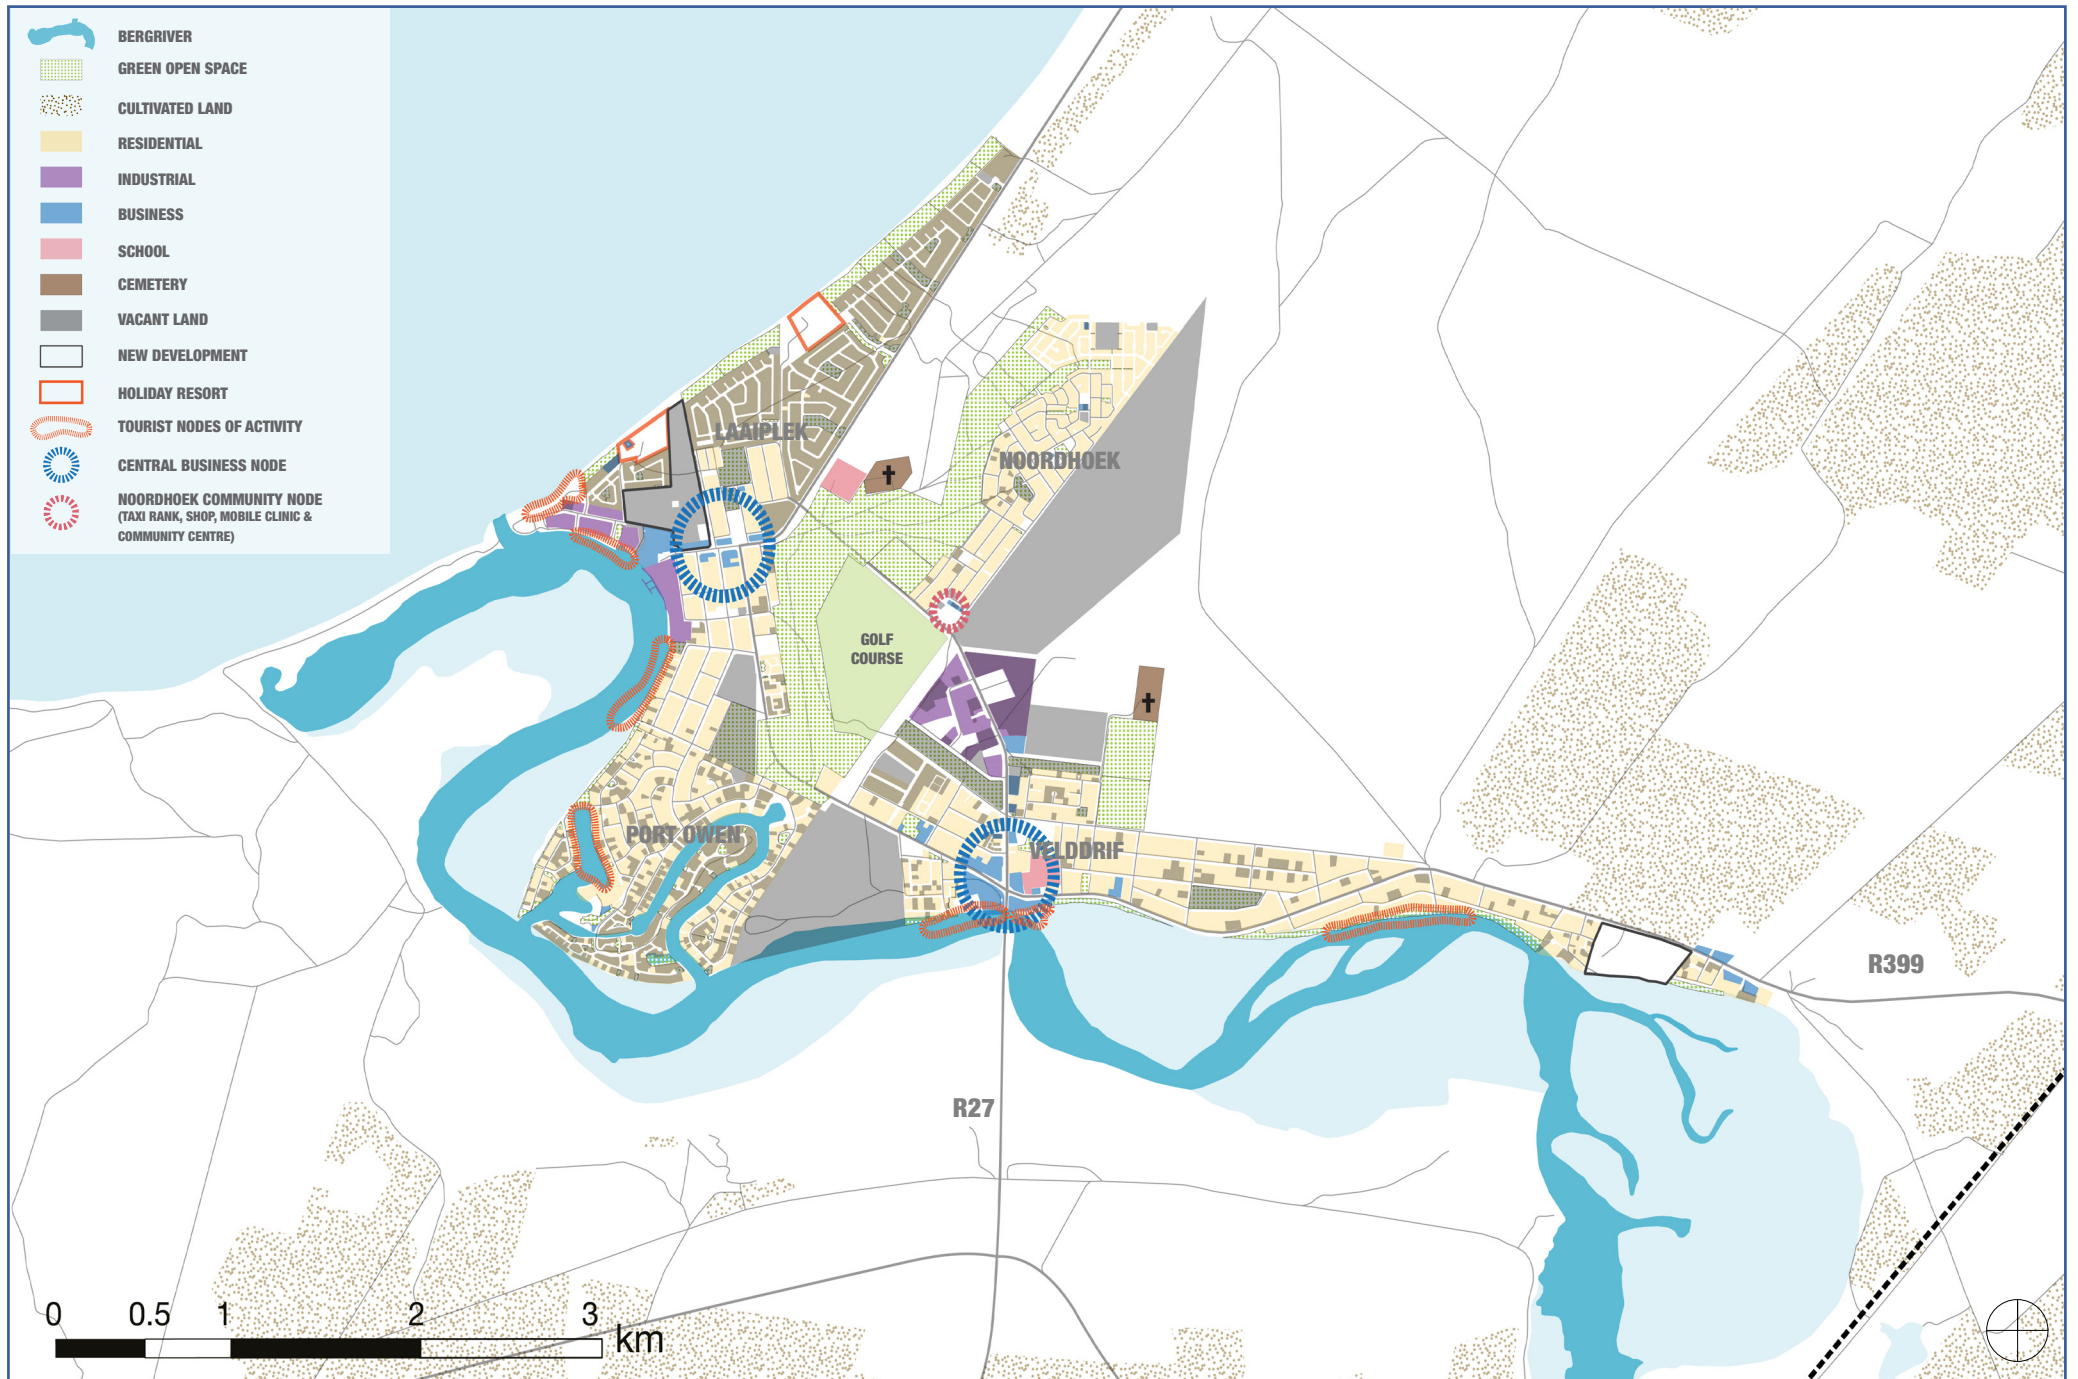 BERGRIVER
GREEN OPEN SPACE
CULTIVATED LAND
RESIDENTIAL
INDUSTRIAL
BUSINESS
SCHOOL
CEMETERY
VACANT LAND
NEW DEVELOPMENT
HOLIDAY RESORT
TOURIST NODES OF ACTIVITY
CENTRAL BUSINESS NODE
NOORDHOEK COMMUNITY NODE
(TAXI RANK, SHOP, MOBILE CLINIC &
COMMUNITY CENTRE)
LAAIPLEK
NOORDHOEK
GOLF
COURSE
PORT OWEN
VELDDRIF
R399
R27
0 0.5 1 2 3
km